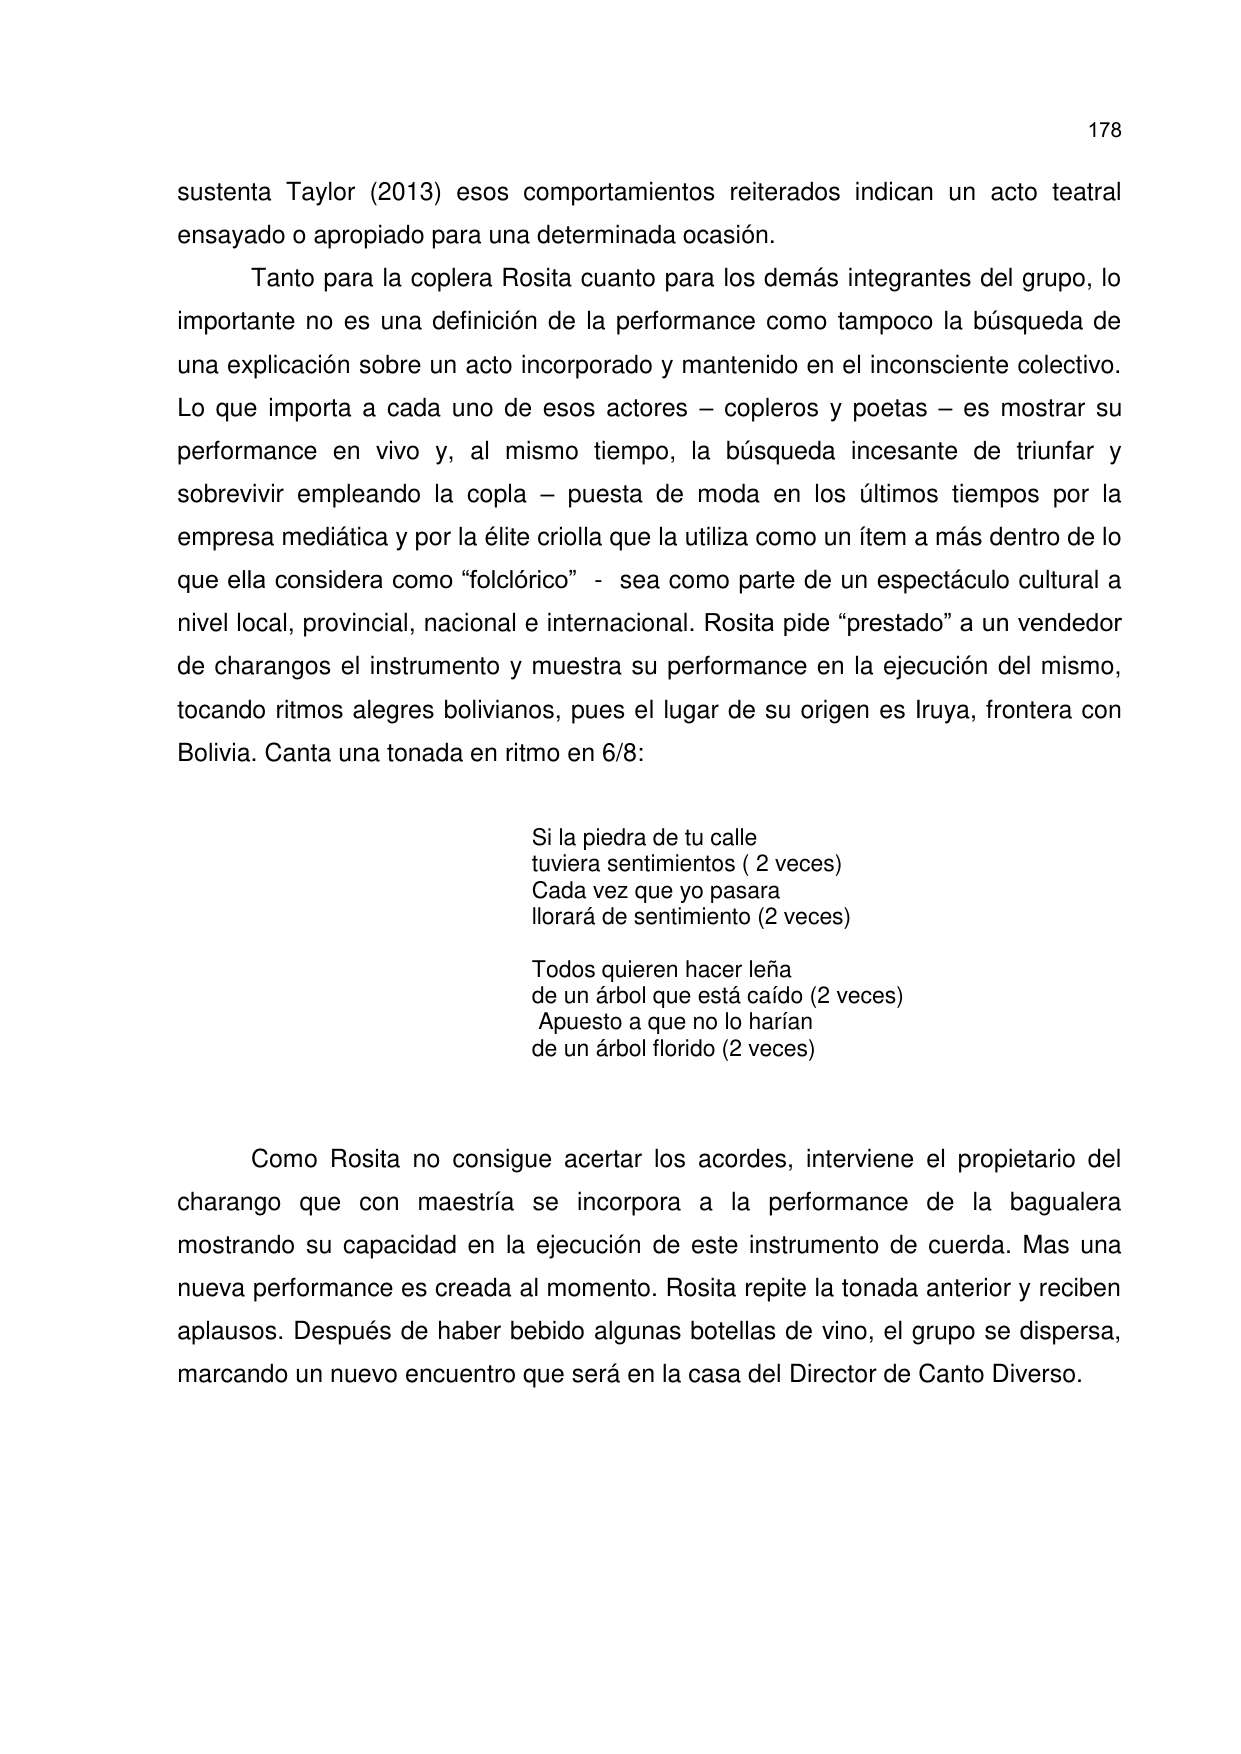 178
sustenta Taylor (2013) esos comportamientos reiterados indican un acto teatral
ensayado o apropiado para una determinada ocasión.
Tanto para la coplera Rosita cuanto para los demás integrantes del grupo, lo
importante no es una definición de la performance como tampoco la búsqueda de
una explicación sobre un acto incorporado y mantenido en el inconsciente colectivo.
Lo que importa a cada uno de esos actores – copleros y poetas – es mostrar su
performance en vivo y, al mismo tiempo, la búsqueda incesante de triunfar y
sobrevivir empleando la copla – puesta de moda en los últimos tiempos por la
empresa mediática y por la élite criolla que la utiliza como un ítem a más dentro de lo
que ella considera como “folclórico” - sea como parte de un espectáculo cultural a
nivel local, provincial, nacional e internacional. Rosita pide “prestado” a un vendedor
de charangos el instrumento y muestra su performance en la ejecución del mismo,
tocando ritmos alegres bolivianos, pues el lugar de su origen es Iruya, frontera con
Bolivia. Canta una tonada en ritmo en 6/8:
Si la piedra de tu calle
tuviera sentimientos ( 2 veces)
Cada vez que yo pasara
llorará de sentimiento (2 veces)
Todos quieren hacer leña
de un árbol que está caído (2 veces)
Apuesto a que no lo harían
de un árbol florido (2 veces)
Como Rosita no consigue acertar los acordes, interviene el propietario del
charango que con maestría se incorpora a la performance de la bagualera
mostrando su capacidad en la ejecución de este instrumento de cuerda. Mas una
nueva performance es creada al momento. Rosita repite la tonada anterior y reciben
aplausos. Después de haber bebido algunas botellas de vino, el grupo se dispersa,
marcando un nuevo encuentro que será en la casa del Director de Canto Diverso.